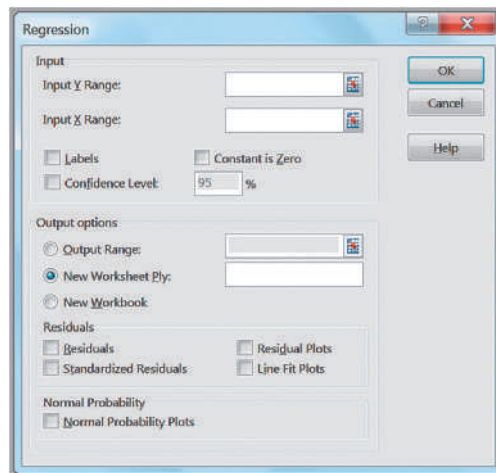 Regression
Input
Input Y Range:
Input X Range:
Labels
Constant is Zero
Confidence Level:
95 %
OK
Cancel
Help
Output options
Output Range:
New Worksheet Ply:
New Workbook
Residuals
Residuals
Residual Plots
Standardized Residuals
Line Fit Plots
Normal Probability
Normal Probability Plots